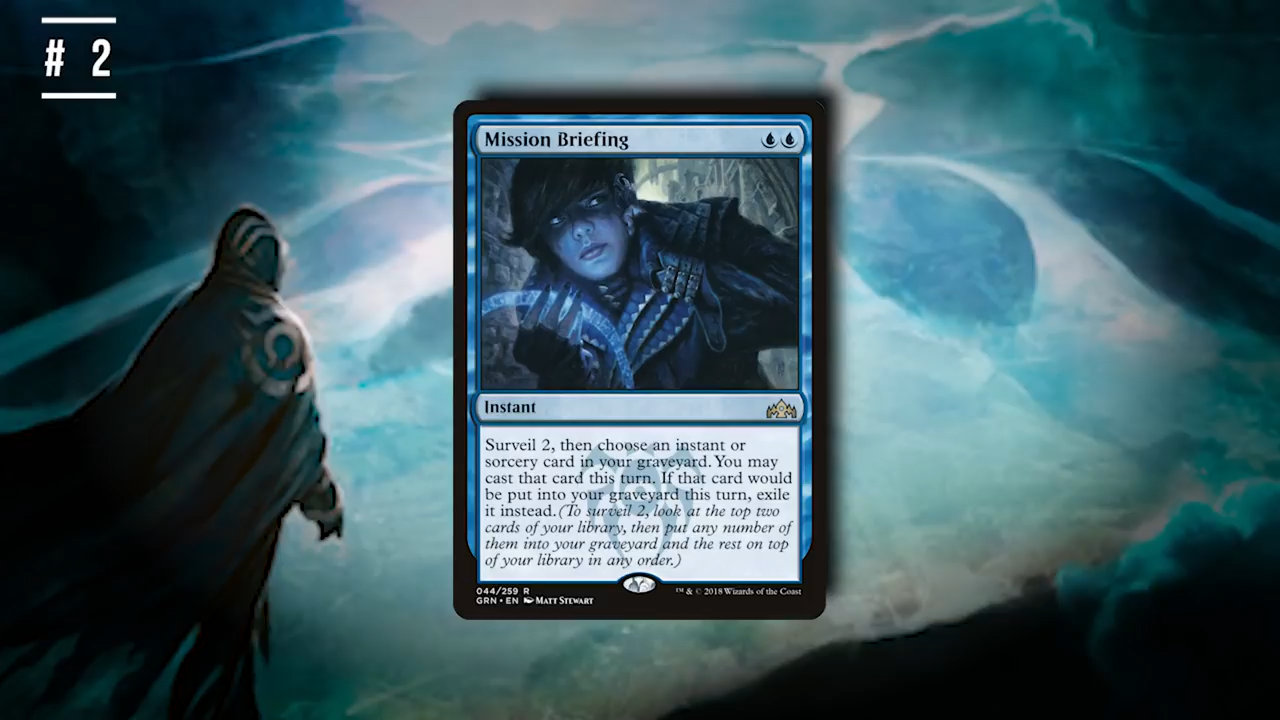 # 2
Mission Briefing
Instant
Surveil 2, then choose an instant or
sorcery card in your graveyard. You may
cast that card this turn. If that card would
be put into your graveyard this turn, exile
it instead. (To surveil 2, look at the top two
cards of your library, then put any number of
them into your graveyard and the rest on top
of your library in any order.)
044/259 R
GRN • EN Matt Stewart
™ & © 2018 Wizards of the Coast